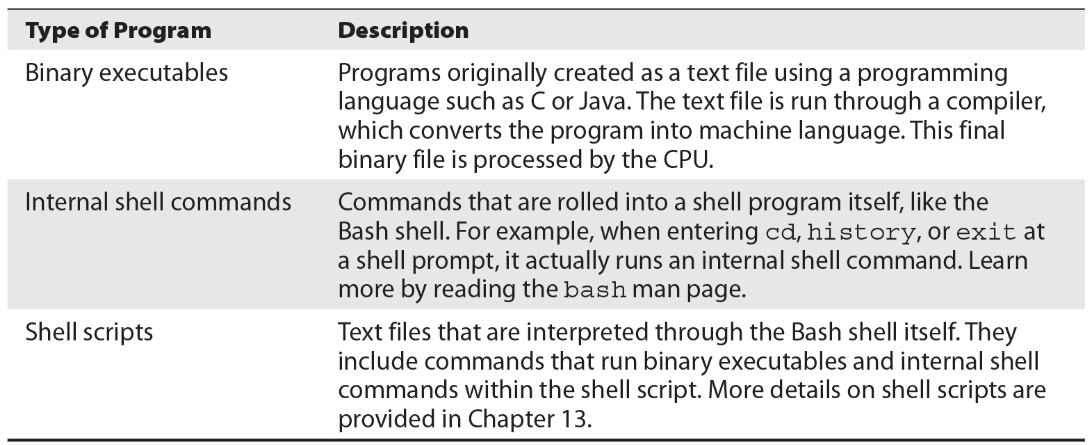 Type of Program Description
Binary executables Programs originally created as a text file using a programming
language such as C or Java. The text file is run through a compiler,
which converts the program into machine language. This final
binary file is processed by the CPU.
Internal shell commands Commands that are rolled into a shell program itself, like the
Bash shell. For example, when entering cd, history, or exit at
a shell prompt, it actually runs an internal shell command. Learn
more by reading the bash man page.
Shell scripts Text files that are interpreted through the Bash shell itself. They
include commands that run binary executables and internal shell
commands within the shell script. More details on shell scripts are
provided in Chapter 13.